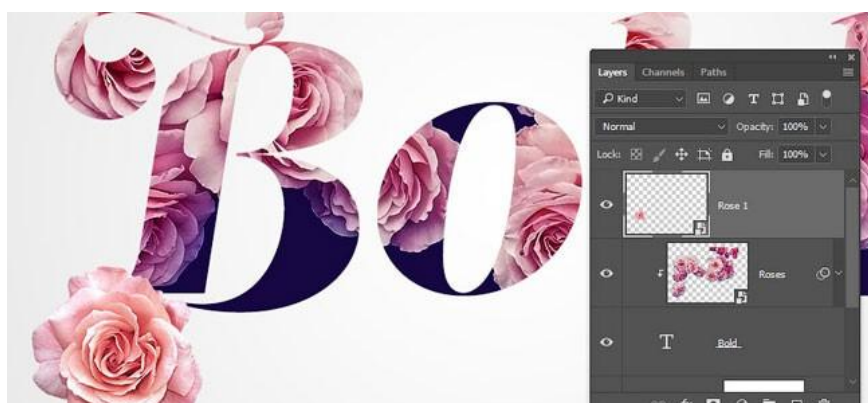 Bo
Layers Channels Paths
Kind
Normal Opacity: 100%
Lock: Fill: 100%
Rose 1
Roses
Bold